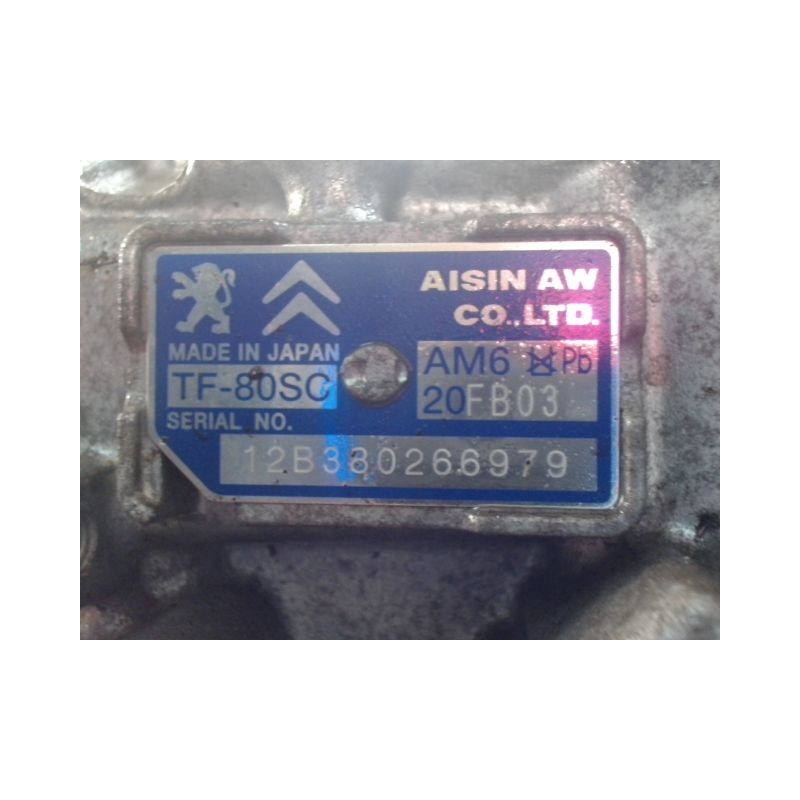 AISIN AW
CO.,LTD.
MADE IN JAPAN
TF-80SC
AM6 Pb
20FB03
SERIAL NO.
12B380266979